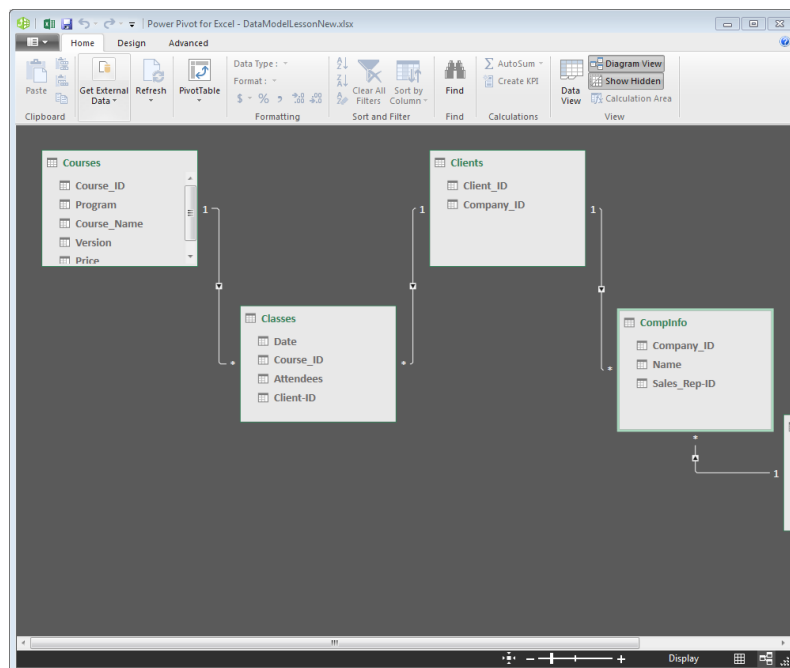 Power Pivot for Excel - DataModelLessonNew.xlsx
Home Design Advanced
Paste
Clipboard
Get External
Data
Refresh
PivotTable
Data Type :
Format :
$ - % ,
Formatting
Clear All
Filters
Sort by
Column
Sort and Filter
Find
Find
AutoSum
Create KPI
Calculations
Data
View
Diagram View
Show Hidden
Calculation Area
View
Courses
Course_ID
Program
Course_Name
Version
Price
1
Clients
Client_ID
Company_ID
1
1
Classes
Date
Course_ID
Attendees
Client-ID
*
*
CompInfo
Company_ID
Name
Sales_Rep-ID
*
*
1
Display